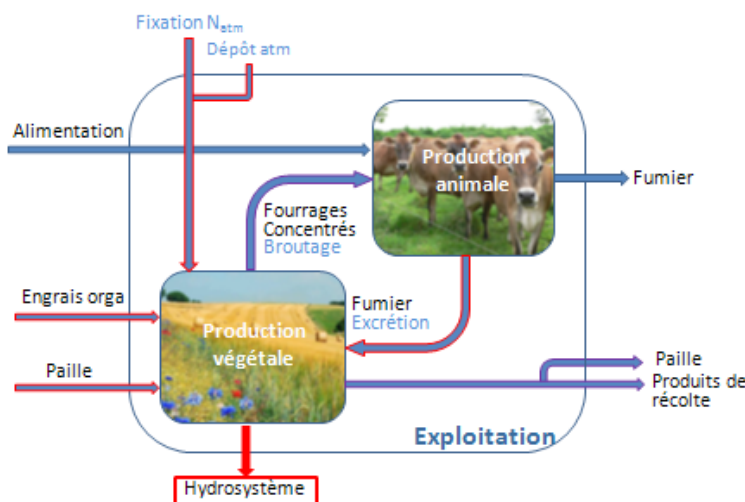 Fixation Natm
Dépôt atm
Alimentation
Production
animale
Fumier
Fourrages
Concentrés
Broutage
Engrais orga
Fumier
Excrétion
Production
végétale
Paille
Paille
Produits de
récolte
Exploitation
Hydrosystème